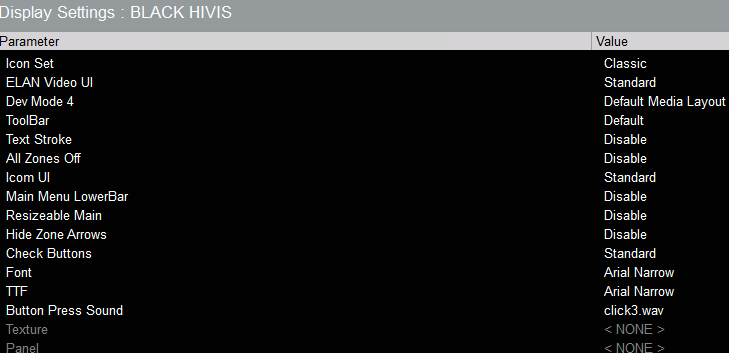 Display Settings : BLACK HIVIS
Parameter Value
Icon Set Classic
ELAN Video UI Standard
Dev Mode 4 Default Media Layout
ToolBar Default
Text Stroke Disable
All Zones Off Disable
Icom UI Standard
Main Menu LowerBar Disable
Resizeable Main Disable
Hide Zone Arrows Disable
Check Buttons Standard
Font Arial Narrow
TTF Arial Narrow
Button Press Sound click3.wav
Texture < NONE >
Panel < NONE >